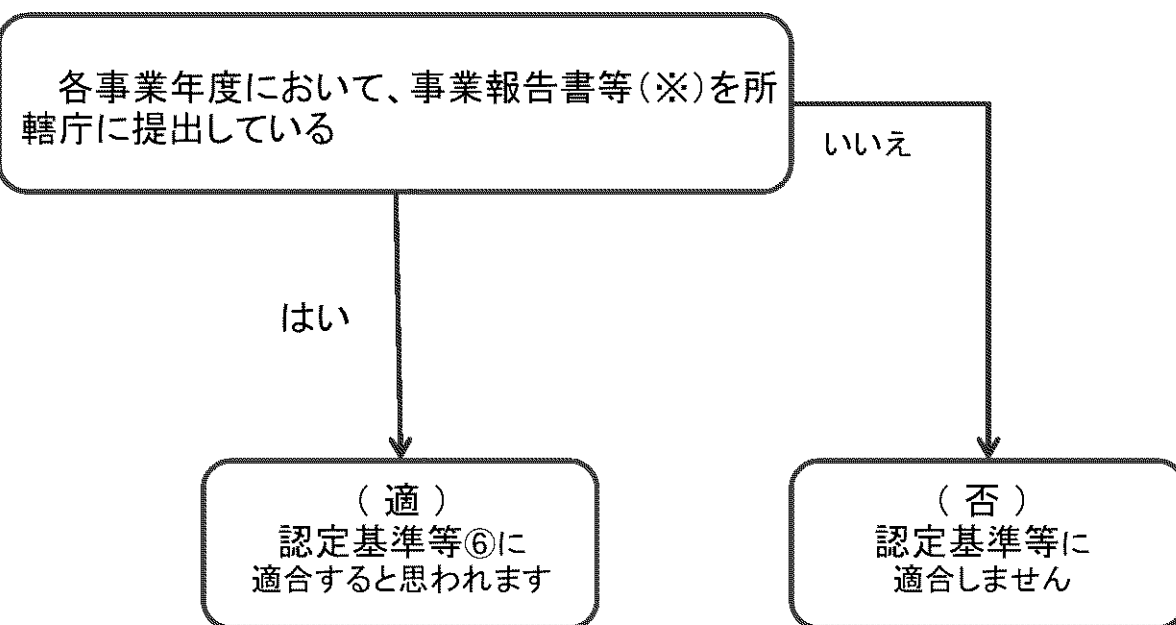 各事業年度において、事業報告書等(※)を所
轄庁に提出している
いいえ
はい
(適)
認定基準等⑥に
適合すると思われます
(否)
認定基準等に
適合しません